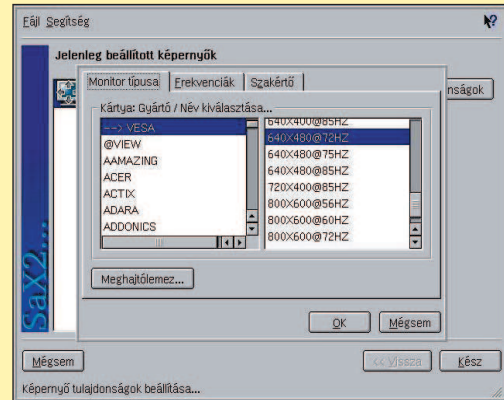 Fájl Segítség
Jelenleg beállított képernyők
Monitor típusa Frekvenciák Szakértő
nságok
Kártya: Gyártó / Név kiválasztása...
--> VESA
@VIEW
AAMAZING
ACER
ACTIX
ADARA
ADDONICS
640X400@85HZ
640X480@72HZ
640X480@75HZ
640X480@85HZ
720X400@85HZ
800X600@56HZ
800X600@60HZ
800X600@72HZ
Meghajtólemez...
OK Mégsem
SaX2...
Mégsem << Vissza Kész
Képernyő tulajdonságok beállítása...